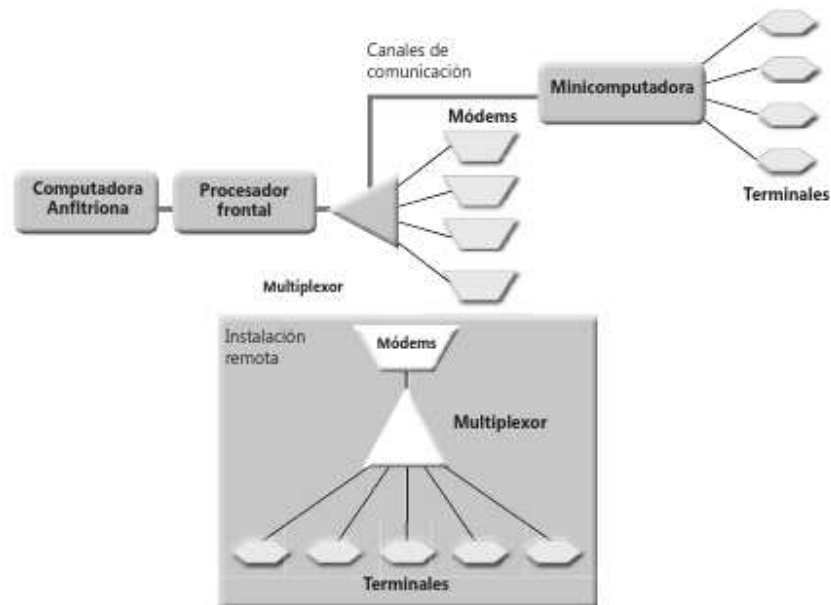 Canales de
comunicación
Minicomputadora
Módems
Computadora
Anfitriona
Procesador
frontal
Terminales
Multiplexor
Instalación
remota
Módems
Multiplexor
Terminales